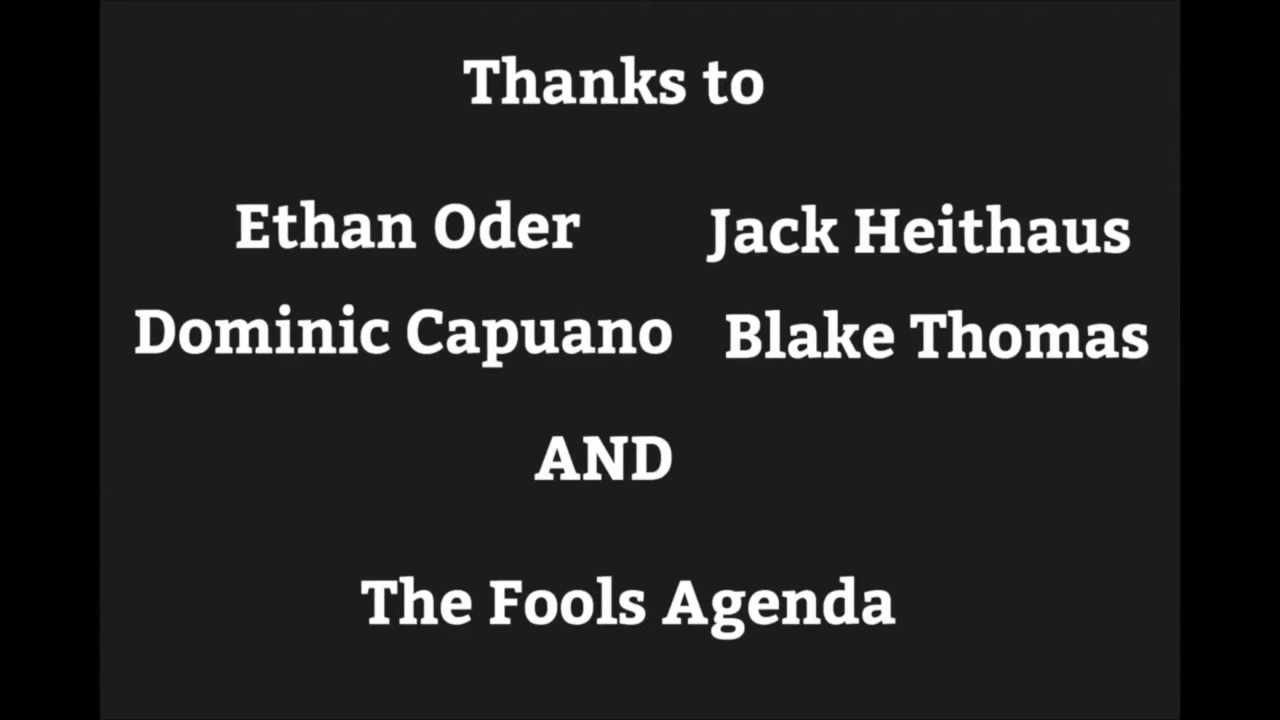 Thanks to
Ethan Oder Jack Heithaus
Dominic Capuano Blake Thomas
AND
The Fools Agenda